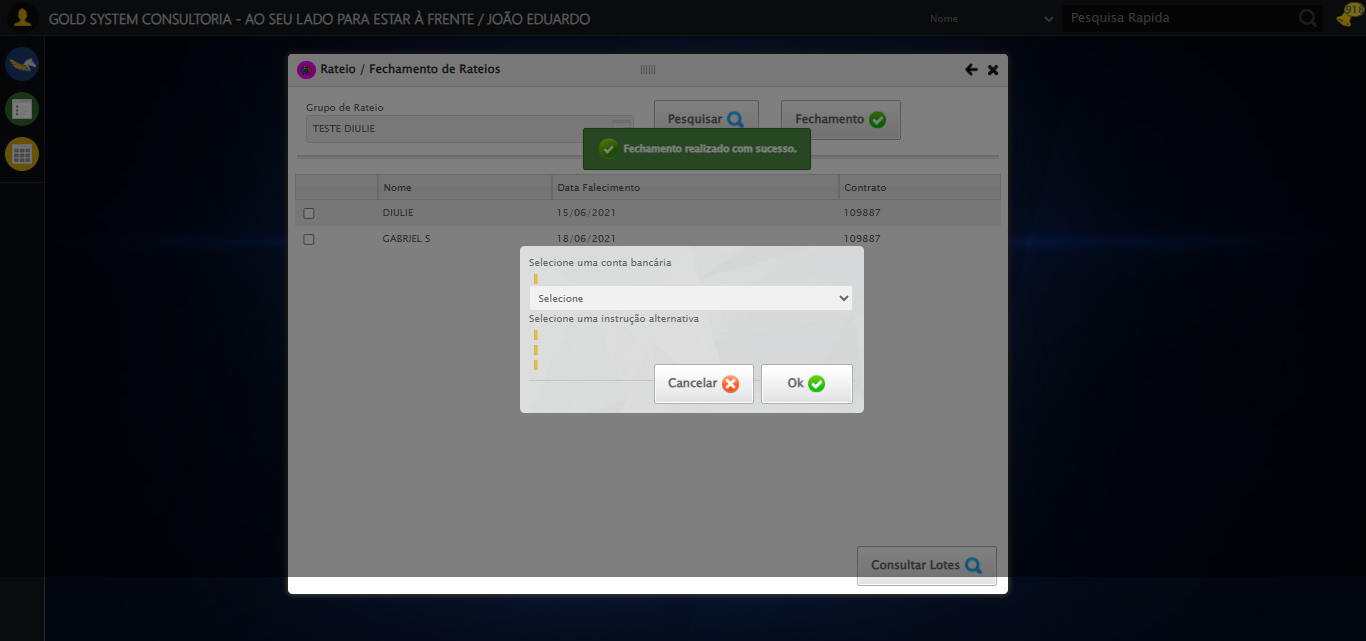 GOLD SYSTEM CONSULTORIA - AO SEU LADO PARA ESTAR À FRENTE / JOÃO EDUARDO
Nome
Pesquisa Rapida
918
Rateio / Fechamento de Rateios
Grupo de Rateio
TESTE DIULIE
Pesquisar
Fechamento
Fechamento realizado com sucesso.
Nome Data Falecimento Contrato
DIULIE 15/06/2021 109887
GABRIEL S 18/06/2021 109887
Selecione uma conta bancária
Selecione
Selecione uma instrução alternativa
Cancelar
Ok
Consultar Lotes